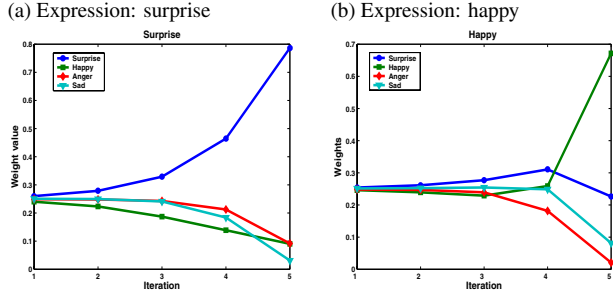 (a) Expression: surprise
(b) Expression: happy
Surprise
Weight value
0.8
0.7
0.6
0.5
0.4
0.3
0.2
0.1
0
Surprise
Happy
Anger
Sad
1 2 3 4 5
Iteration
Happy
Weights
0.7
0.6
0.5
0.4
0.3
0.2
0.1
0
Surprise
Happy
Anger
Sad
1 2 3 4 5
Iteration